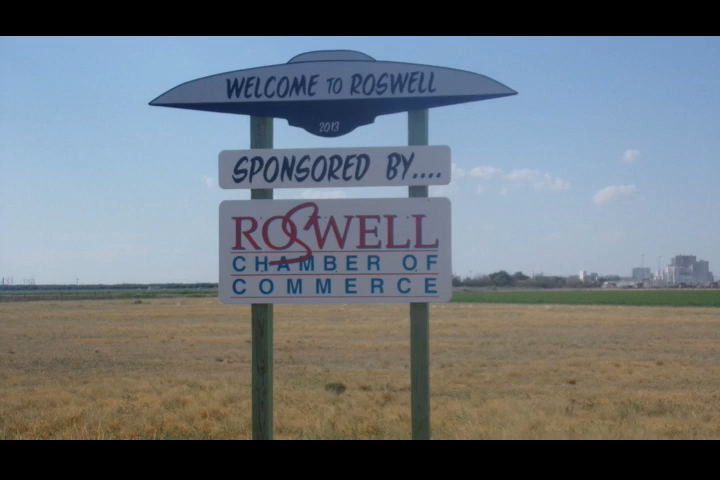 WELCOME TO ROSWELL
2013
SPONSORED BY....
ROSWELL
CHAMBER OF
COMMERCE